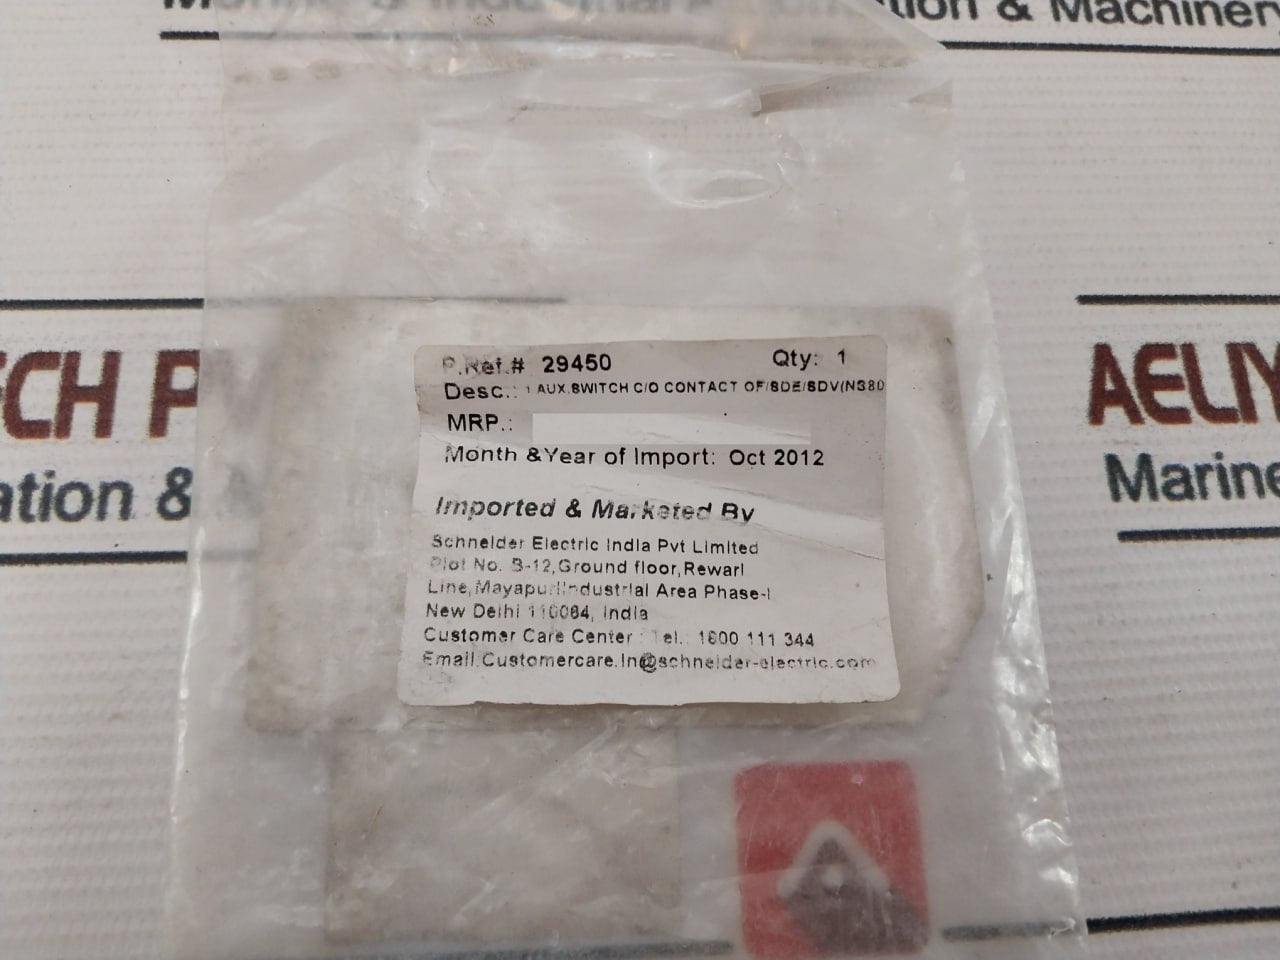 & Machinery
P.Ref.# 29450 Qty: 1
Desc.: 1 AUX.SWITCH C/O CONTACT OF/SDE/SDV(NS80
MRP.:
Month &Year of Import: Oct 2012
Imported & Marketed By
Schneider Electric India Pvt Limited
Plot No. B-12,Ground floor,Rewari
Line,Mayapuri Industrial Area Phase-I
New Delhi 110064, India
Customer Care Center : Tel.: 1800 111 344
Email.Customercare.In@schneider-electric.com
ation &
AELIY
Marine